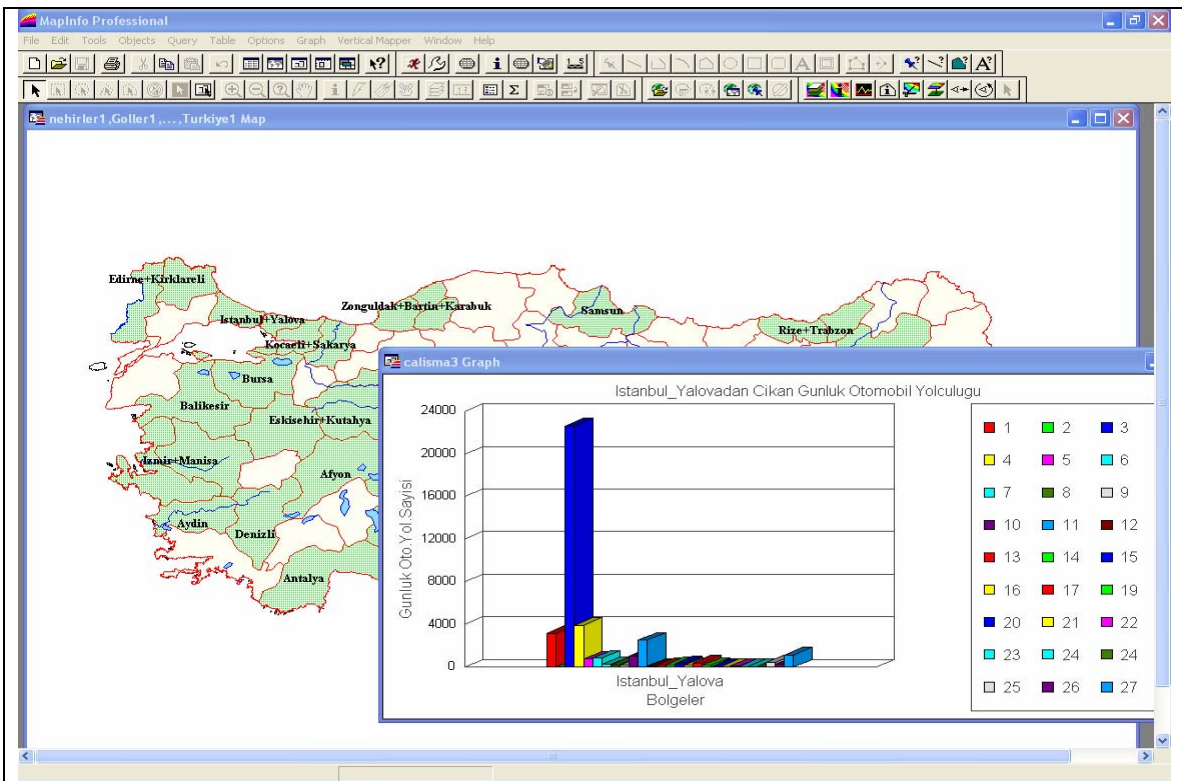 MapInfo Professional
File Edit Tools Objects Query Table Options Graph Vertical Mapper Window Help
nehirler1,Goller1,...,Turkiye1 Map
Edirne+Kirklareli
Zonguldak+Bartin+Karabuk
Samsun
Istanbul+Yalova
Rize+Trabzon
Kocaeli+Sakarya
Bursa
Balikesir
Eskisehir+Kutahya
Izmir+Manisa
Afyon
Aydin
Denizli
Antalya
calisma3 Graph
Istanbul_Yalovadan Cikan Gunluk Otomobil Yolculugu
24000
20000
16000
12000
8000
4000
0
Gunluk Oto.Yol.Sayisi
Istanbul_Yalova
Bolgeler
1 2 3
4 5 6
7 8 9
10 11 12
13 14 15
16 17 19
20 21 22
23 24 24
25 26 27